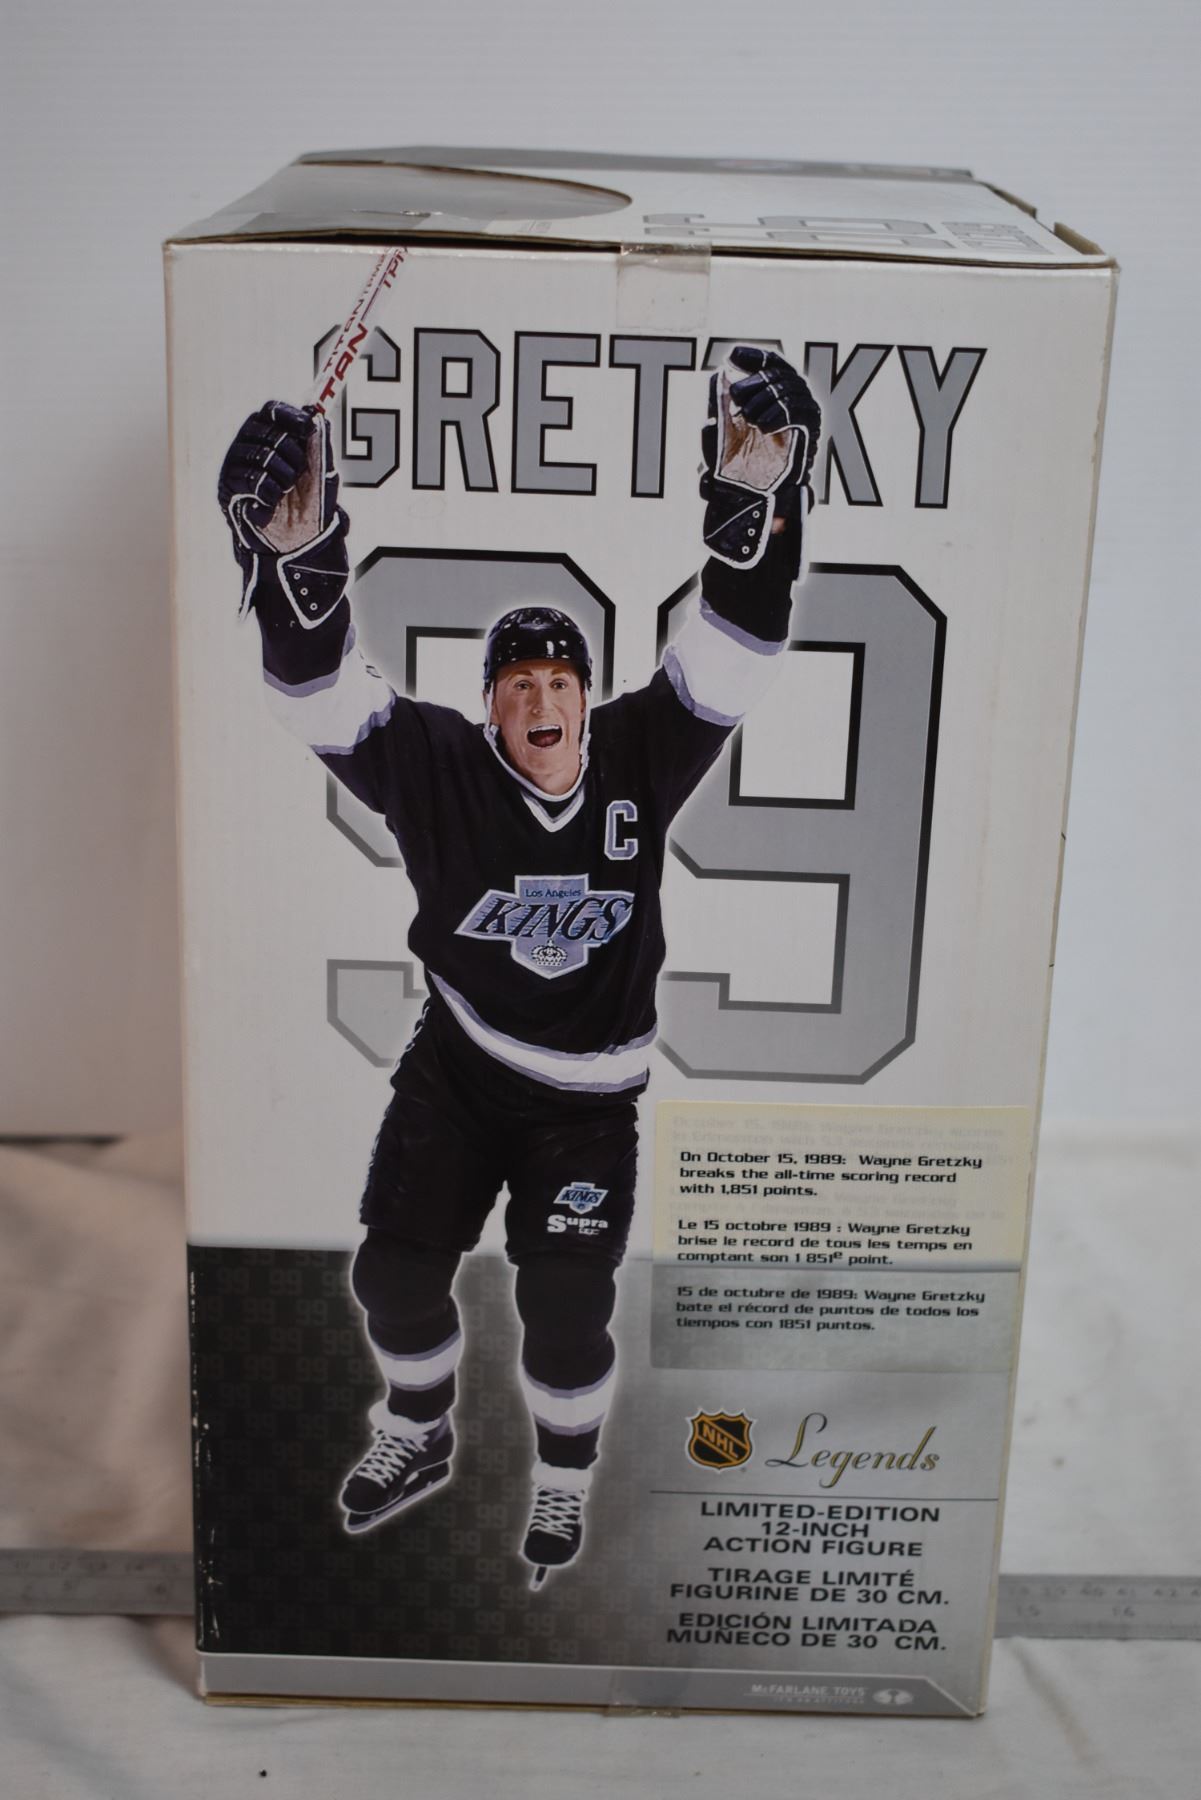 TITAN
TITAN
TPM
GRETZKY
99
C
Los Angeles
KINGS
KINGS
Supra
On October 15, 1989: Wayne Gretzky
breaks the all-time scoring record
with 1,851 points.
Le 15 octobre 1989 : Wayne Gretzky
brise le record de tous les temps en
comptant son 1 851e point.
15 de octubre de 1989: Wayne Gretzky
bate el récord de puntos de todos los
tiempos con 1851 puntos.
NHL Legends
LIMITED-EDITION
12-INCH
ACTION FIGURE
TIRAGE LIMITÉ
FIGURINE DE 30 CM.
EDICIÓN LIMITADA
MUÑECO DE 30 CM.
McFARLANE TOYS